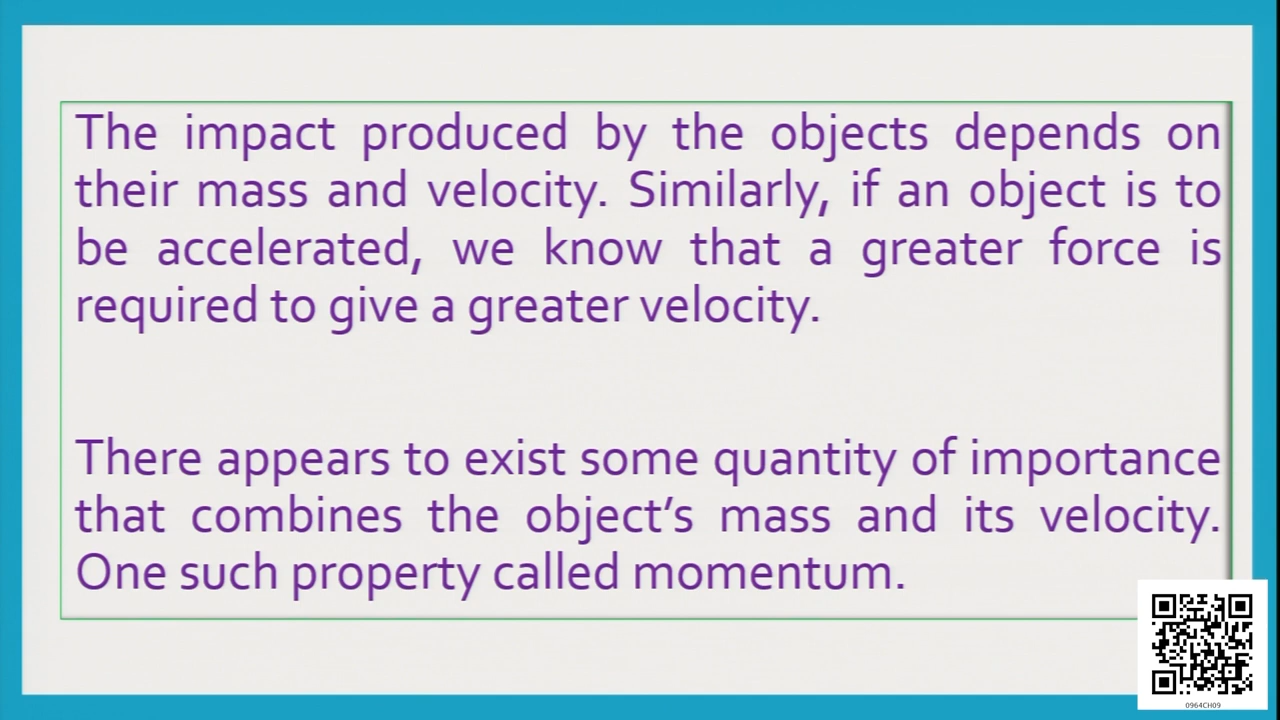 The impact produced by the objects depends on
their mass and velocity. Similarly, if an object is to
be accelerated, we know that a greater force is
required to give a greater velocity.
There appears to exist some quantity of importance
that combines the object’s mass and its velocity.
One such property called momentum.
0964CH09